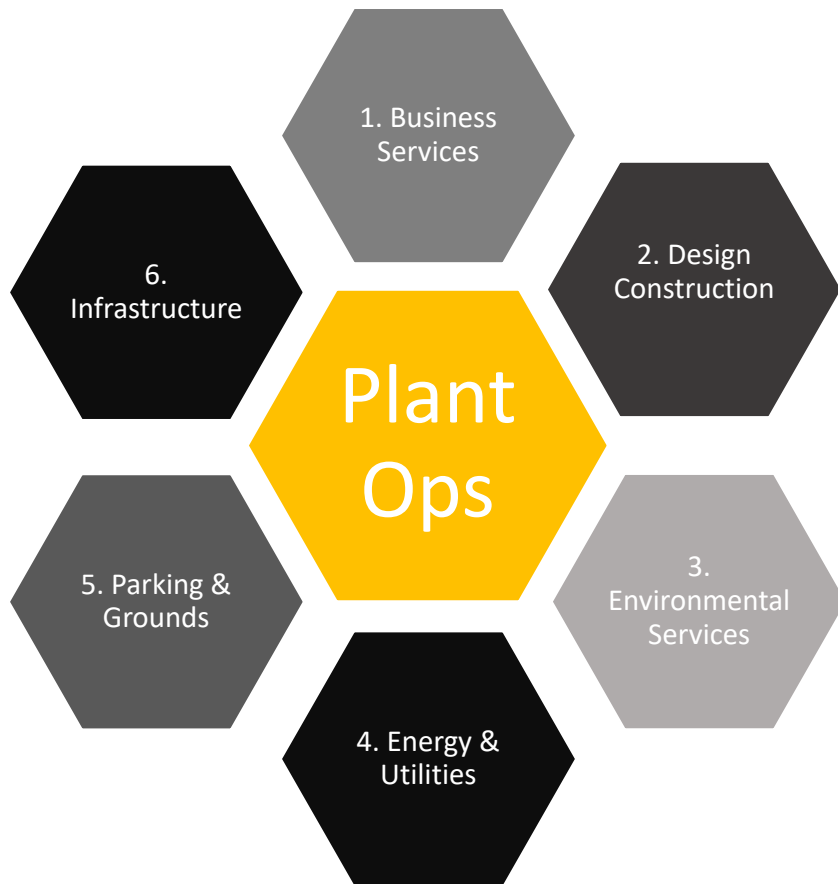 1. Business
Services
2. Design
Construction
3.
Environmental
Services
4. Energy &
Utilities
5. Parking &
Grounds
6.
Infrastructure
Plant
Ops